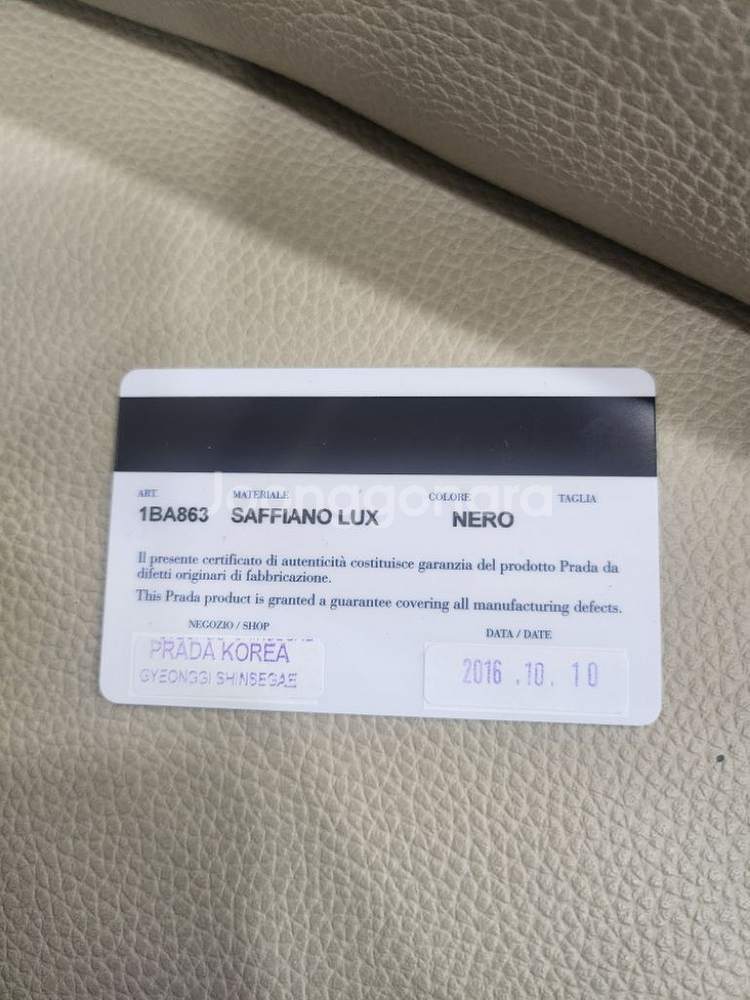 ART. MATERIALE COLORE TAGLIA
1BA863 SAFFIANO LUX NERO
Joonggonara
Il presente certificato di autenticità costituisce garanzia del prodotto Prada da
difetti originari di fabbricazione.
This Prada product is granted a guarantee covering all manufacturing defects.
NEGOZIO / SHOP DATA / DATE
PRADA KOREA
GYEONGGI SHINSEGAE
2016 .10. 10